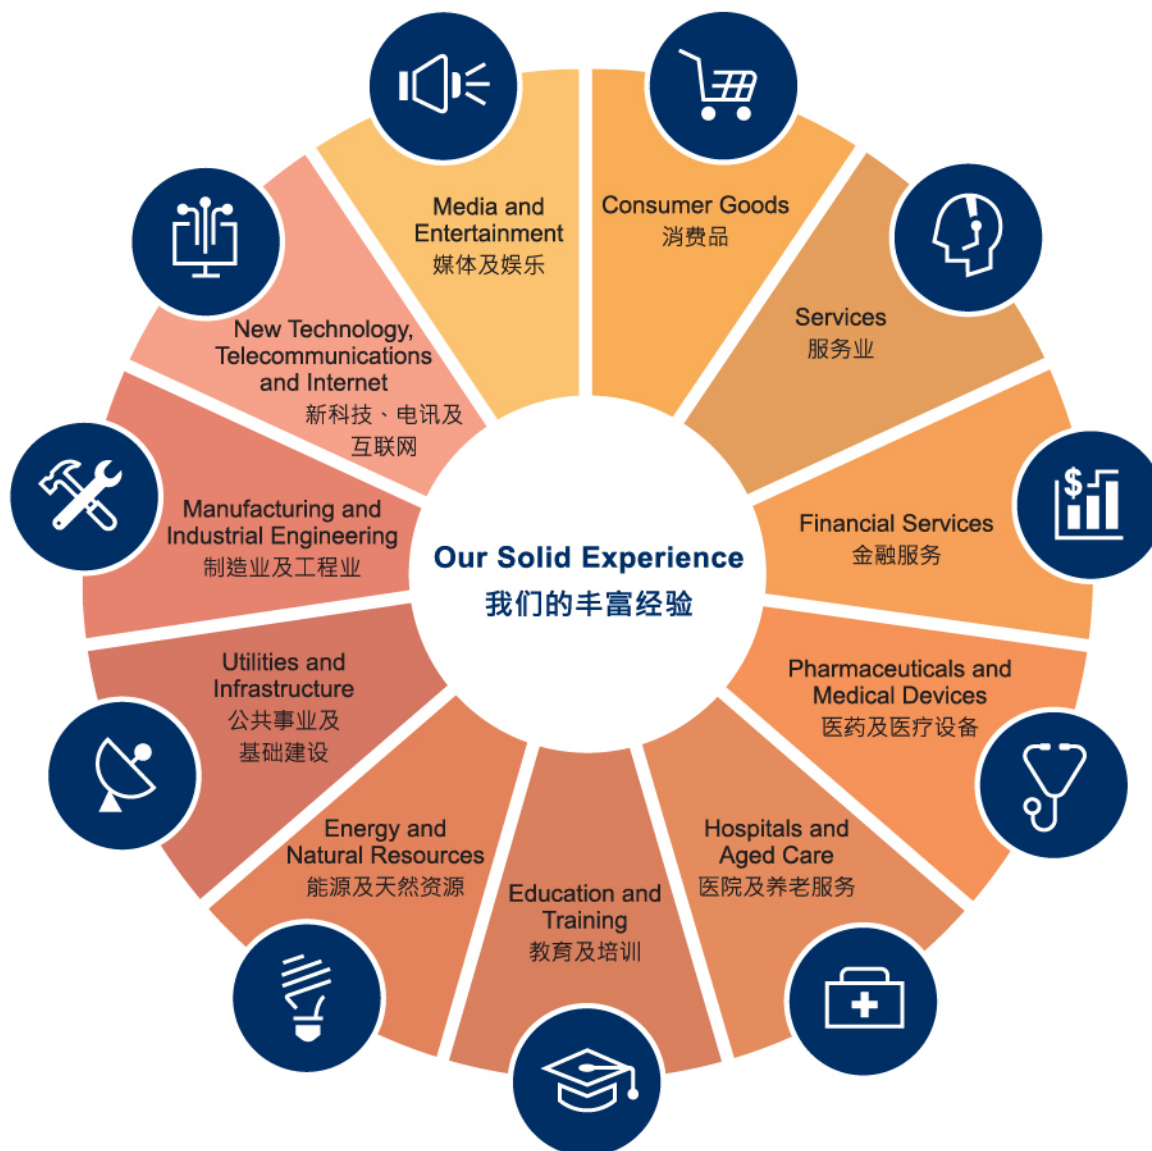 Media and
Entertainment
媒体及娱乐
Consumer Goods
消费品
Services
服务业
New Technology,
Telecommunications
and Internet
新科技、电讯及
互联网
Financial Services
金融服务
Manufacturing and
Industrial Engineering
制造业及工程业
Our Solid Experience
我们的丰富经验
Pharmaceuticals and
Medical Devices
医药及医疗设备
Utilities and
Infrastructure
公共事业及
基础建设
Hospitals and
Aged Care
医院及养老服务
Energy and
Natural Resources
能源及天然资源
Education and
Training
教育及培训
$